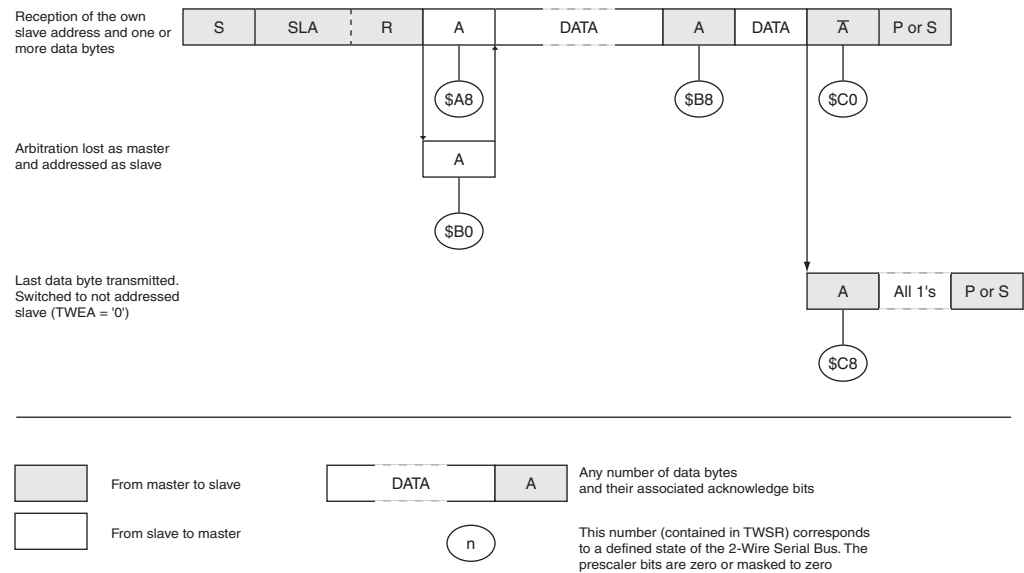 Reception of the own
slave address and one or
more data bytes
S SLA R A DATA A DATA A̅ P or S
$A8 $B8 $C0
Arbitration lost as master
and addressed as slave
A
$B0
Last data byte transmitted.
Switched to not addressed
slave (TWEA = '0')
A All 1's P or S
$C8
From master to slave
DATA A
Any number of data bytes
and their associated acknowledge bits
From slave to master
n
This number (contained in TWSR) corresponds
to a defined state of the 2-Wire Serial Bus. The
prescaler bits are zero or masked to zero